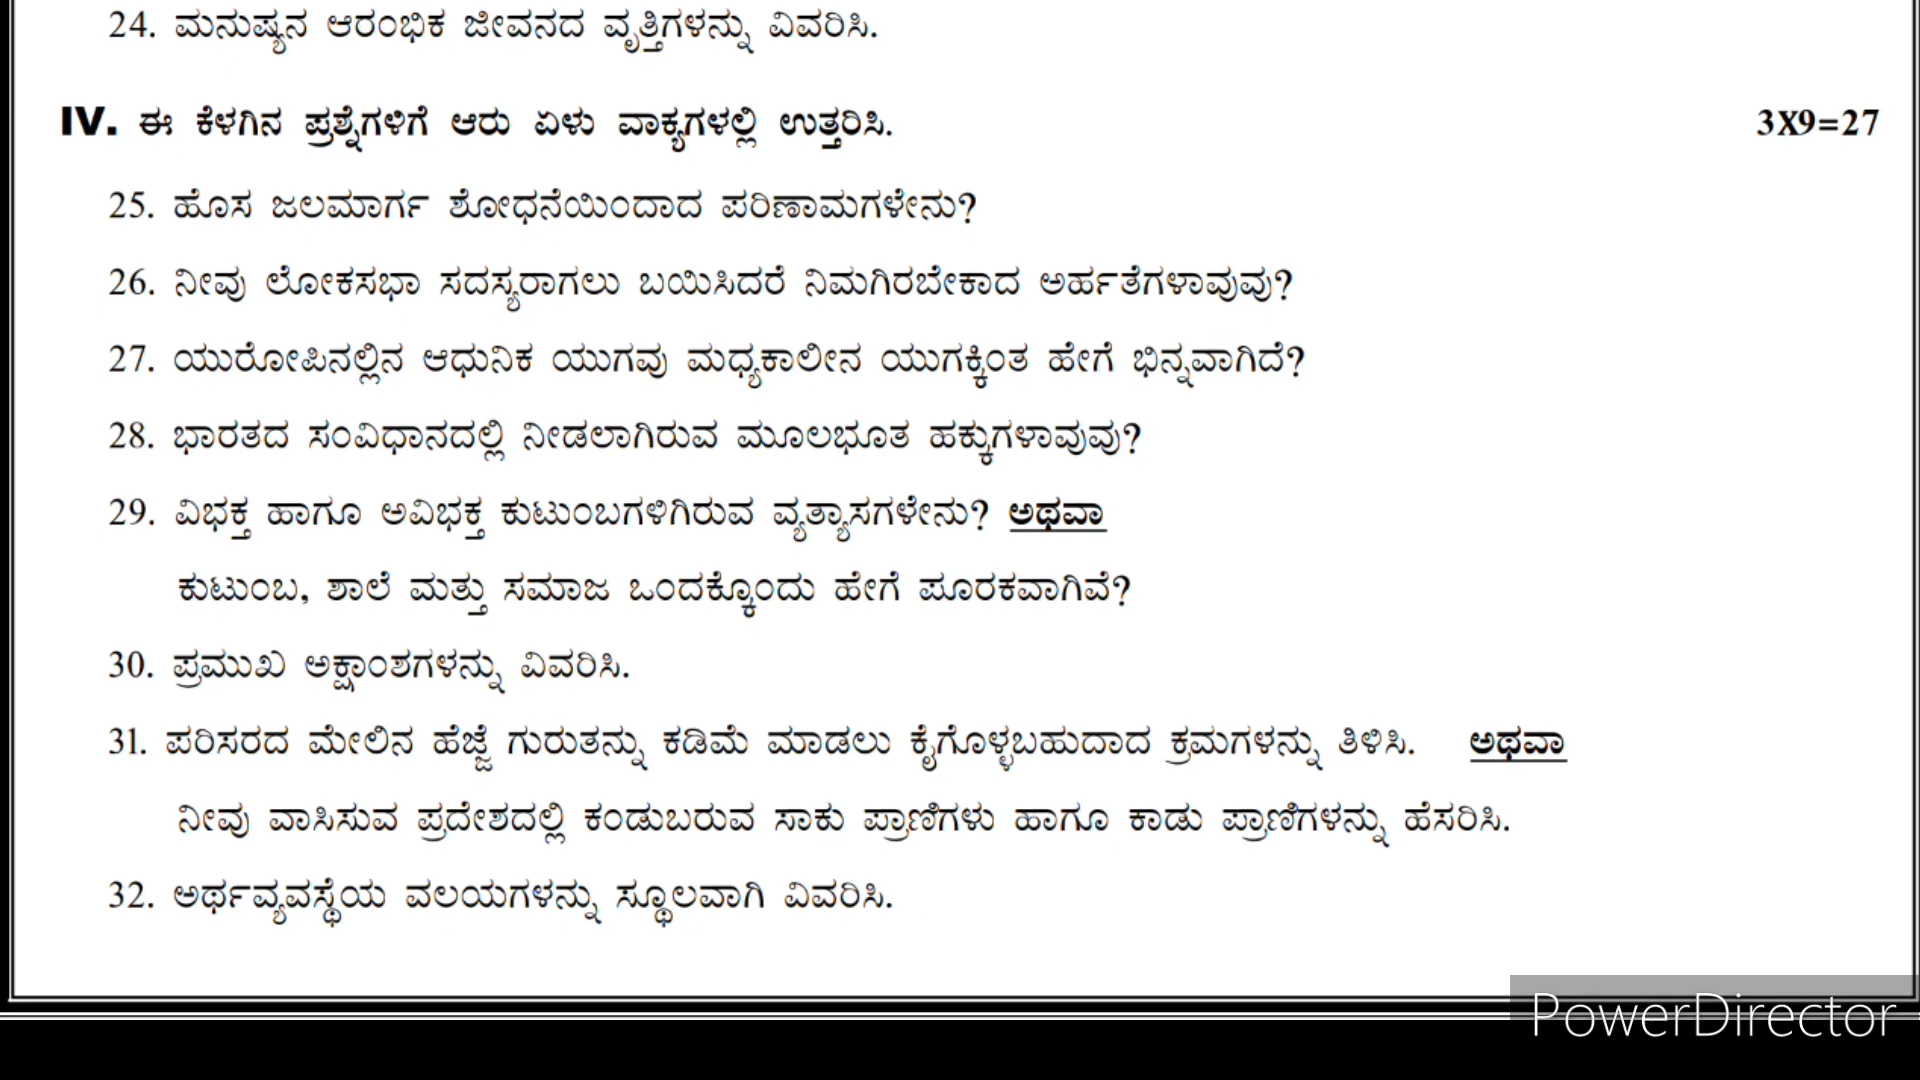 24. ಮನುಷ್ಯನ ಆರಂಭಿಕ ಜೀವನದ ವೃತ್ತಿಗಳನ್ನು ವಿವರಿಸಿ.
IV. ಈ ಕೆಳಗಿನ ಪ್ರಶ್ನೆಗಳಿಗೆ ಆರು ಏಳು ವಾಕ್ಯಗಳಲ್ಲಿ ಉತ್ತರಿಸಿ. 3X9=27
25. ಹೊಸ ಜಲಮಾರ್ಗ ಶೋಧನೆಯಿಂದಾದ ಪರಿಣಾಮಗಳೇನು?
26. ನೀವು ಲೋಕಸಭಾ ಸದಸ್ಯರಾಗಲು ಬಯಿಸಿದರೆ ನಿಮಗಿರಬೇಕಾದ ಅರ್ಹತೆಗಳಾವುವು?
27. ಯುರೋಪಿನಲ್ಲಿನ ಆಧುನಿಕ ಯುಗವು ಮಧ್ಯಕಾಲೀನ ಯುಗಕ್ಕಿಂತ ಹೇಗೆ ಭಿನ್ನವಾಗಿದೆ?
28. ಭಾರತದ ಸಂವಿಧಾನದಲ್ಲಿ ನೀಡಲಾಗಿರುವ ಮೂಲಭೂತ ಹಕ್ಕುಗಳಾವುವು?
29. ವಿಭಕ್ತ ಹಾಗೂ ಅವಿಭಕ್ತ ಕುಟುಂಬಗಳಿಗಿರುವ ವ್ಯತ್ಯಾಸಗಳೇನು? ಅಥವಾ
ಕುಟುಂಬ, ಶಾಲೆ ಮತ್ತು ಸಮಾಜ ಒಂದಕ್ಕೊಂದು ಹೇಗೆ ಪೂರಕವಾಗಿವೆ?
30. ಪ್ರಮುಖ ಅಕ್ಷಾಂಶಗಳನ್ನು ವಿವರಿಸಿ.
31. ಪರಿಸರದ ಮೇಲಿನ ಹೆಜ್ಜೆ ಗುರುತನ್ನು ಕಡಿಮೆ ಮಾಡಲು ಕೈಗೊಳ್ಳಬಹುದಾದ ಕ್ರಮಗಳನ್ನು ತಿಳಿಸಿ. ಅಥವಾ
ನೀವು ವಾಸಿಸುವ ಪ್ರದೇಶದಲ್ಲಿ ಕಂಡುಬರುವ ಸಾಕು ಪ್ರಾಣಿಗಳು ಹಾಗೂ ಕಾಡು ಪ್ರಾಣಿಗಳನ್ನು ಹೆಸರಿಸಿ.
32. ಅರ್ಥವ್ಯವಸ್ಥೆಯ ವಲಯಗಳನ್ನು ಸ್ಥೂಲವಾಗಿ ವಿವರಿಸಿ.
PowerDirector